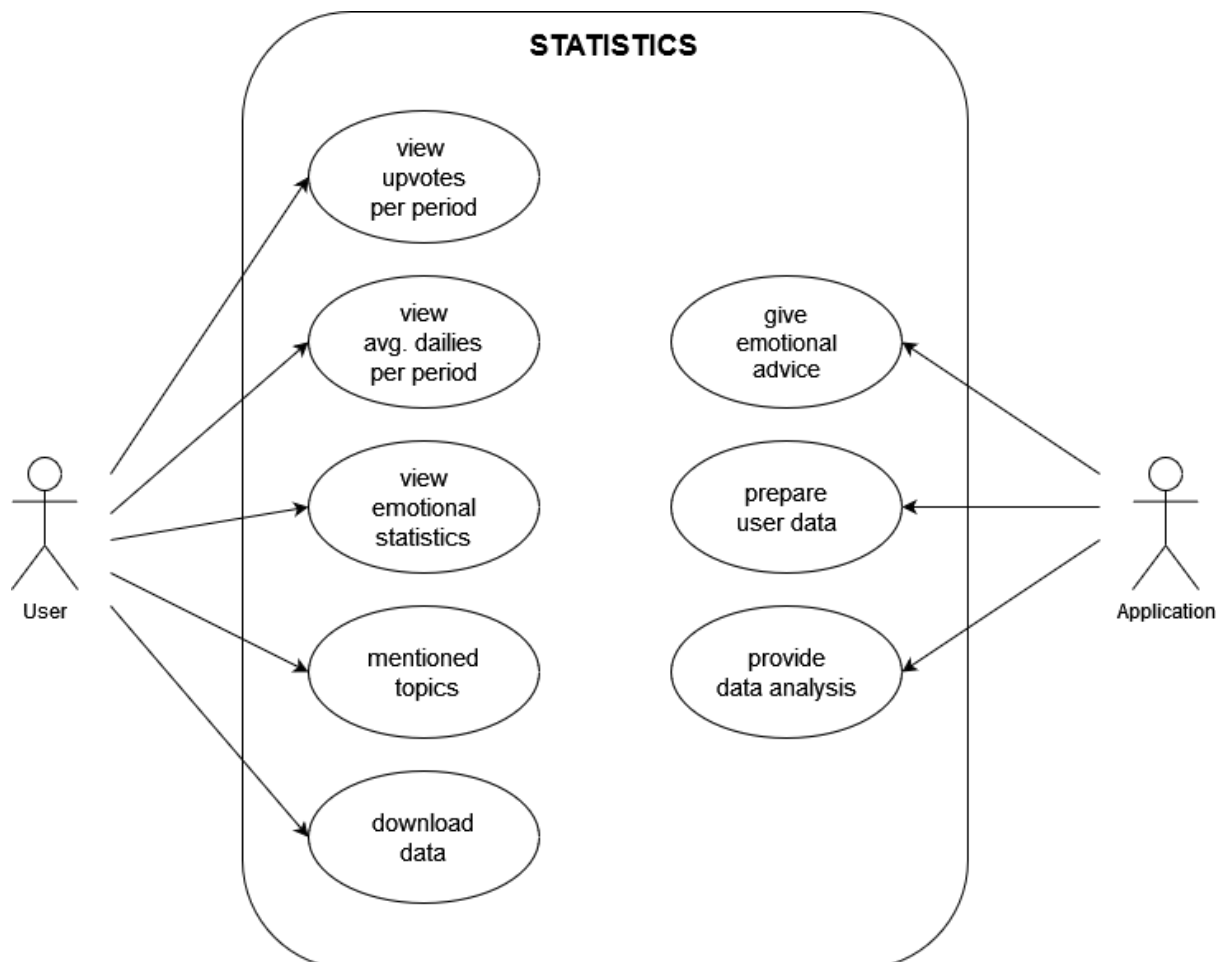 STATISTICS
view
upvotes
per period
view
avg. dailies
per period
view
emotional
statistics
mentioned
topics
download
data
give
emotional
advice
prepare
user data
provide
data analysis
User
Application